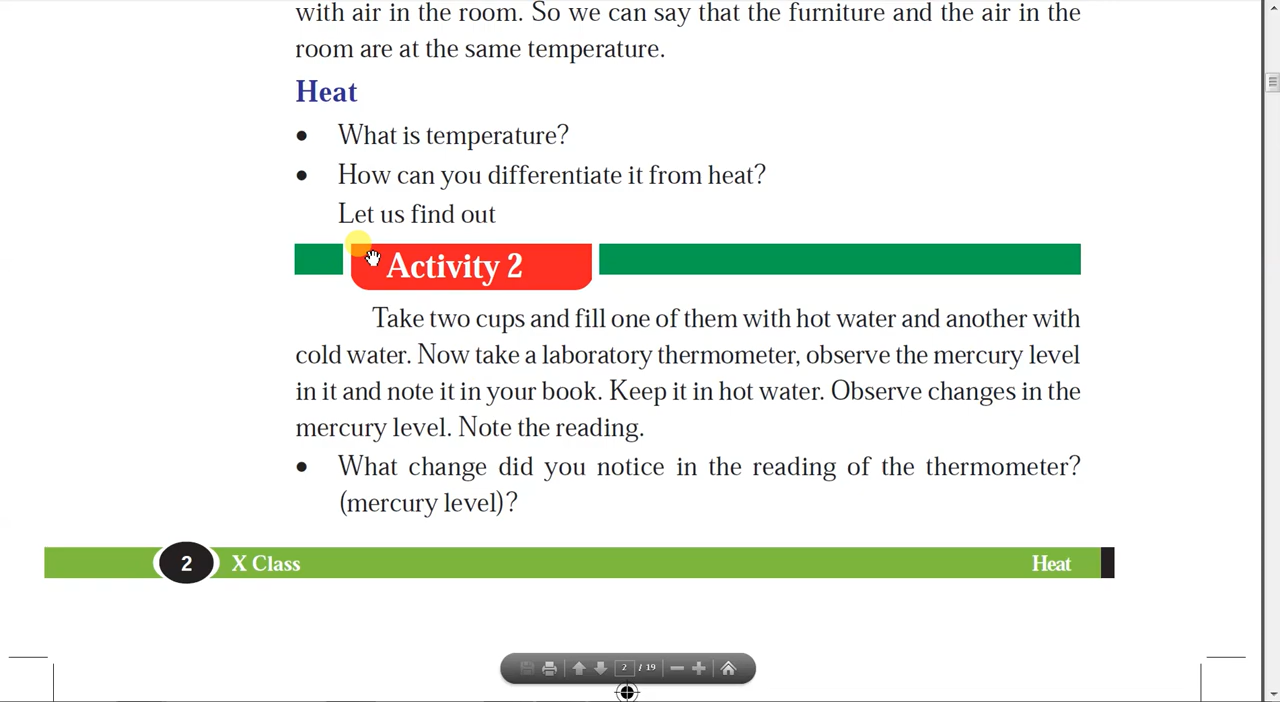 with air in the room. So we can say that the furniture and the air in the
room are at the same temperature.
Heat
• What is temperature?
• How can you differentiate it from heat?
Let us find out
Activity 2
Take two cups and fill one of them with hot water and another with
cold water. Now take a laboratory thermometer, observe the mercury level
in it and note it in your book. Keep it in hot water. Observe changes in the
mercury level. Note the reading.
• What change did you notice in the reading of the thermometer?
(mercury level)?
2 X Class Heat
2 / 19